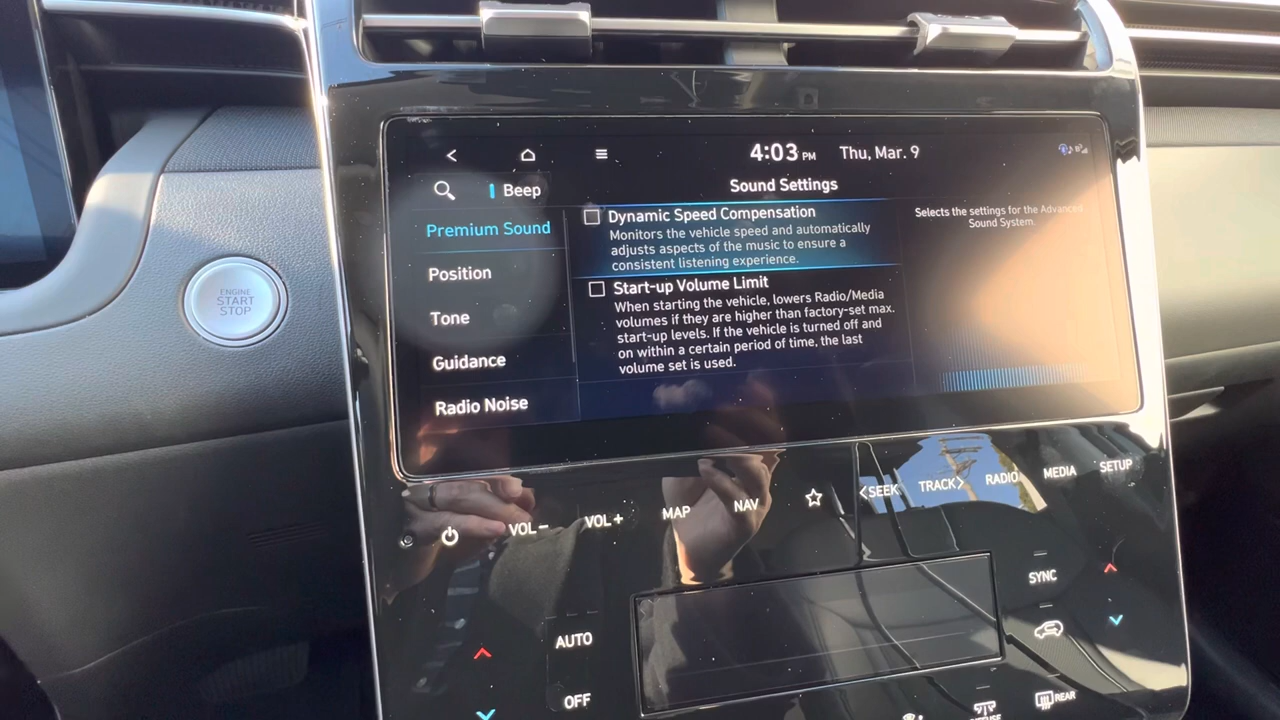 4:03 PM Thu, Mar. 9
Beep
Sound Settings
Premium Sound
Position
Tone
Guidance
Radio Noise
Dynamic Speed Compensation
Monitors the vehicle speed and automatically
adjusts aspects of the music to ensure a
consistent listening experience.
Start-up Volume Limit
When starting the vehicle, lowers Radio/Media
volumes if they are higher than factory-set max.
start-up levels. If the vehicle is turned off and
on within a certain period of time, the last
volume set is used.
Selects the settings for the Advanced
Sound System.
ENGINE
START
STOP
VOL − VOL + MAP NAV <SEEK TRACK> RADIO MEDIA SETUP
SYNC
AUTO
OFF
REAR